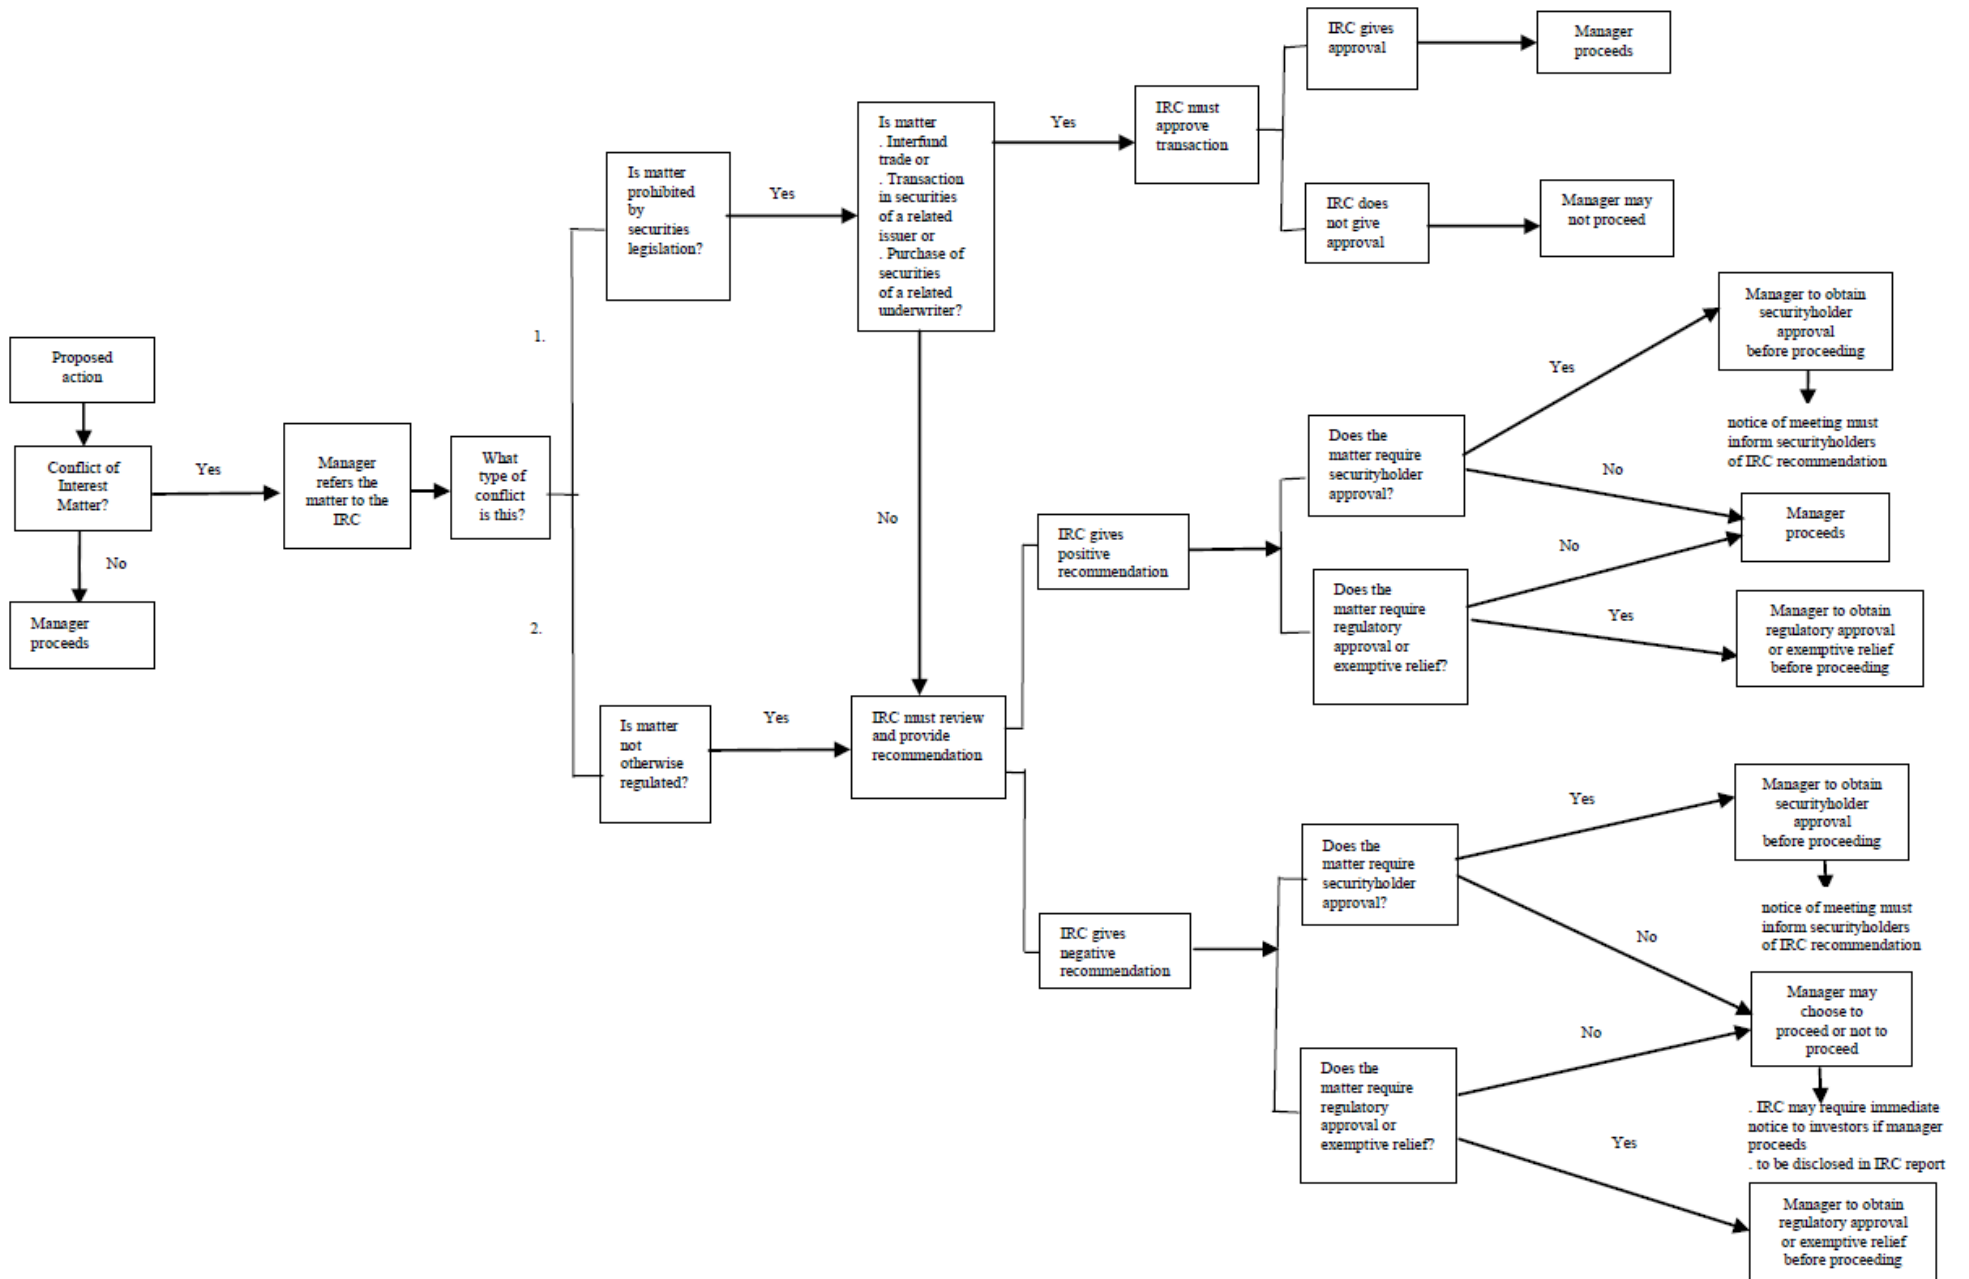 Proposed
action
Conflict of
Interest
Matter?
Yes
No
Manager
proceeds
Manager
refers the
matter to the
IRC
What
type of
conflict
is this?
1.
2.
Is matter
prohibited
by
securities
legislation?
Yes
Is matter
. Interfund
trade or
. Transaction
in securities
of a related
issuer or
. Purchase of
securities
of a related
underwriter?
Yes
No
IRC must
approve
transaction
IRC gives
approval
Manager
proceeds
IRC does
not give
approval
Manager may
not proceed
Is matter
not
otherwise
regulated?
Yes
IRC must review
and provide
recommendation
IRC gives
positive
recommendation
Does the
matter require
securityholder
approval?
Yes
No
Manager to obtain
securityholder
approval
before proceeding
notice of meeting must
inform securityholders
of IRC recommendation
Manager
proceeds
Does the
matter require
regulatory
approval or
exemptive relief?
No
Yes
Manager to obtain
regulatory approval
or exemptive relief
before proceeding
IRC gives
negative
recommendation
Does the
matter require
securityholder
approval?
Yes
No
Manager to obtain
securityholder
approval
before proceeding
notice of meeting must
inform securityholders
of IRC recommendation
Manager may
choose to
proceed or not to
proceed
. IRC may require immediate
notice to investors if manager
proceeds
. to be disclosed in IRC report
Does the
matter require
regulatory
approval or
exemptive relief?
No
Yes
Manager to obtain
regulatory approval
or exemptive relief
before proceeding